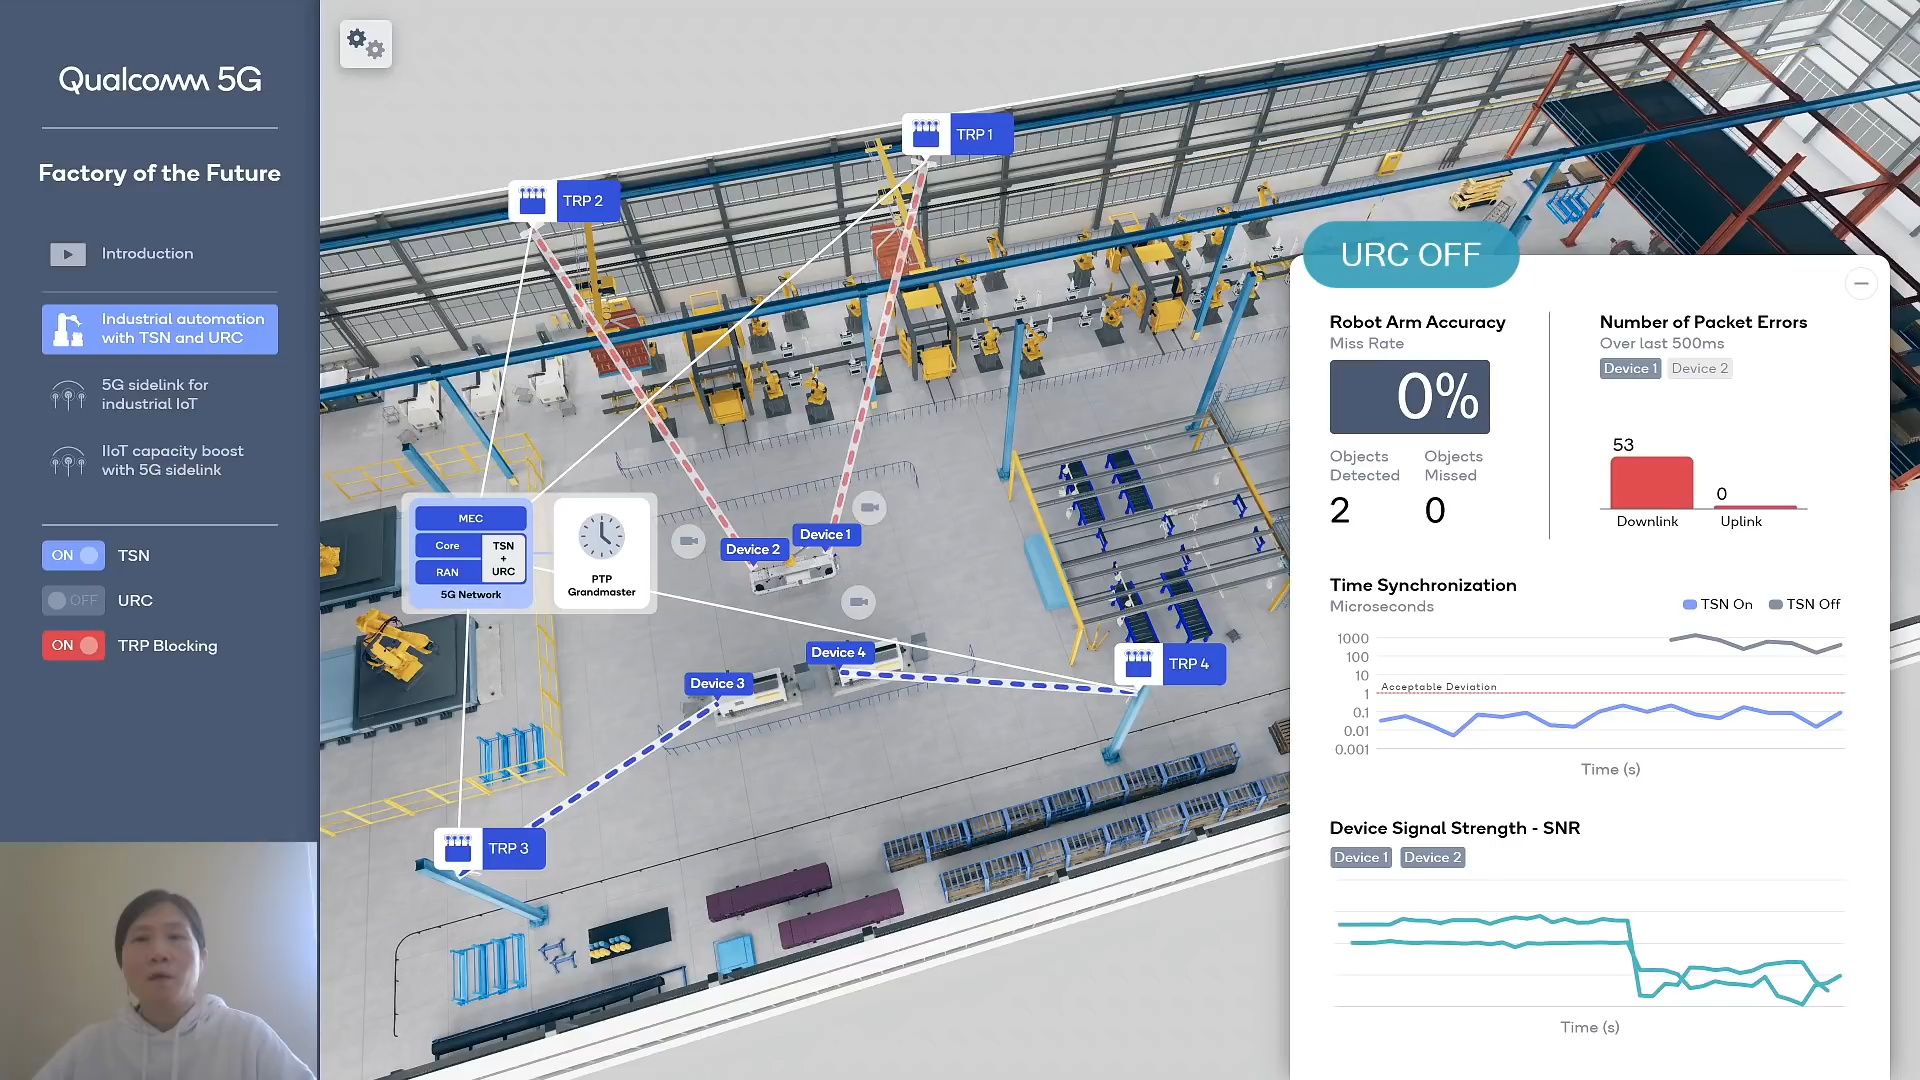 Qualcomm 5G
Factory of the Future
Introduction
Industrial automation
with TSN and URC
5G sidelink for
industrial IoT
IIoT capacity boost
with 5G sidelink
ON TSN
OFF URC
ON TRP Blocking
TRP 1
TRP 2
MEC
Core
RAN
TSN
+
URC
5G Network
PTP
Grandmaster
Device 2
Device 1
Device 4
Device 3
TRP 4
TRP 3
URC OFF
Robot Arm Accuracy
Miss Rate
0%
Objects
Detected
2
Objects
Missed
0
Number of Packet Errors
Over last 500ms
Device 1 Device 2
53
0
Downlink Uplink
Time Synchronization
Microseconds
TSN On TSN Off
1000
100
10
Acceptable Deviation
1
0.1
0.01
0.001
Time (s)
Device Signal Strength - SNR
Device 1 Device 2
Time (s)